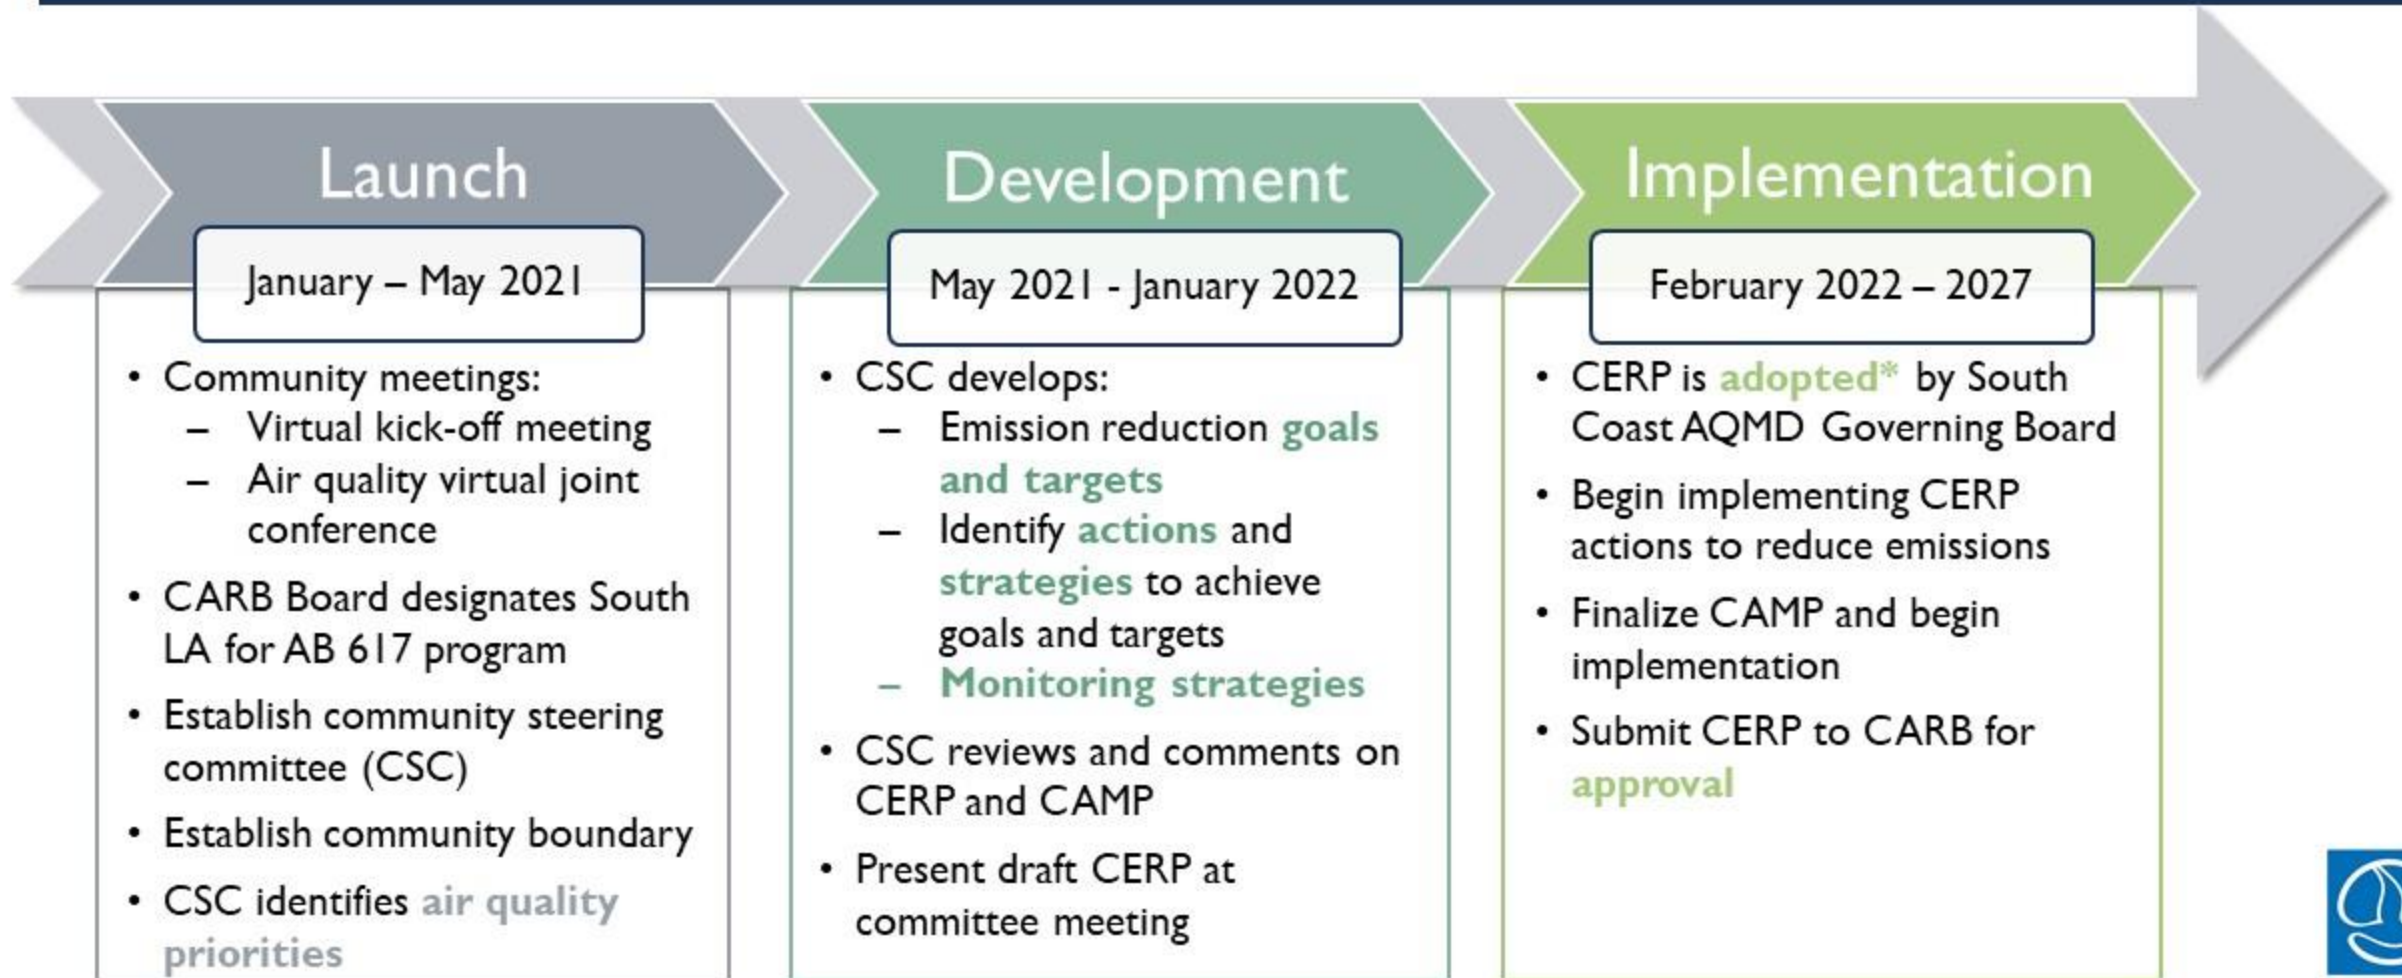 Launch
January – May 2021
• Community meetings:
– Virtual kick-off meeting
– Air quality virtual joint
conference
• CARB Board designates South
LA for AB 617 program
• Establish community steering
committee (CSC)
• Establish community boundary
• CSC identifies air quality
priorities
Development
May 2021 - January 2022
• CSC develops:
– Emission reduction goals
and targets
– Identify actions and
strategies to achieve
goals and targets
– Monitoring strategies
• CSC reviews and comments on
CERP and CAMP
• Present draft CERP at
committee meeting
Implementation
February 2022 – 2027
• CERP is adopted* by South
Coast AQMD Governing Board
• Begin implementing CERP
actions to reduce emissions
• Finalize CAMP and begin
implementation
• Submit CERP to CARB for
approval